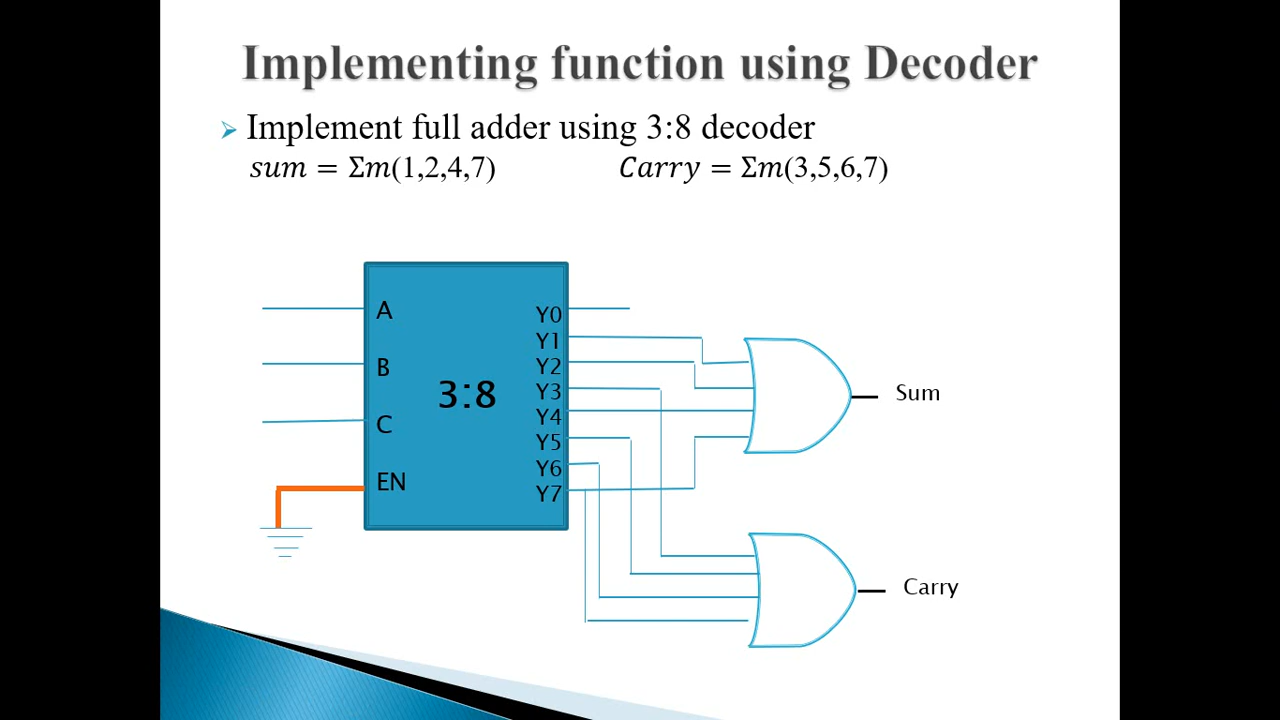 Implementing function using Decoder
Implement full adder using 3:8 decoder
sum = Σm(1,2,4,7) Carry = Σm(3,5,6,7)
A
B
C
EN
3:8
Y0
Y1
Y2
Y3
Y4
Y5
Y6
Y7
Sum
Carry